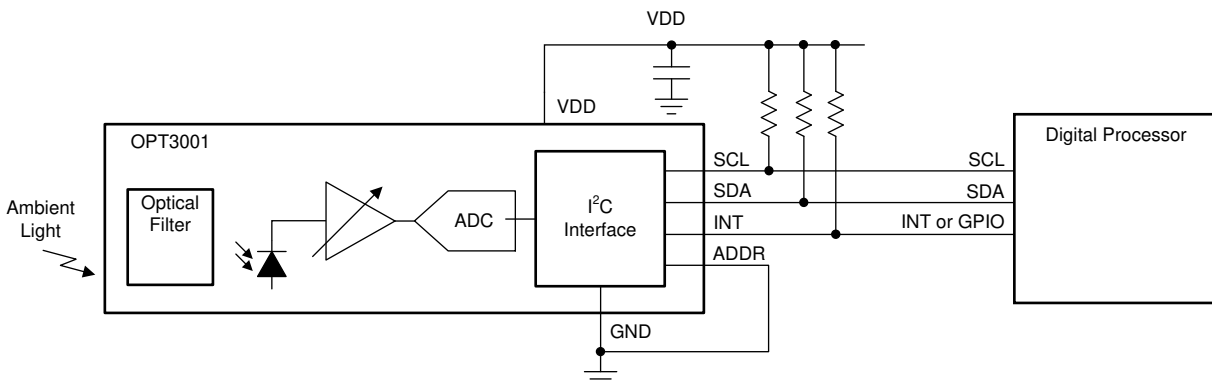 VDD
VDD
OPT3001
Digital Processor
Optical
Filter
Ambient
Light
ADC
I²C
Interface
SCL
SCL
SDA
SDA
INT
INT or GPIO
ADDR
GND